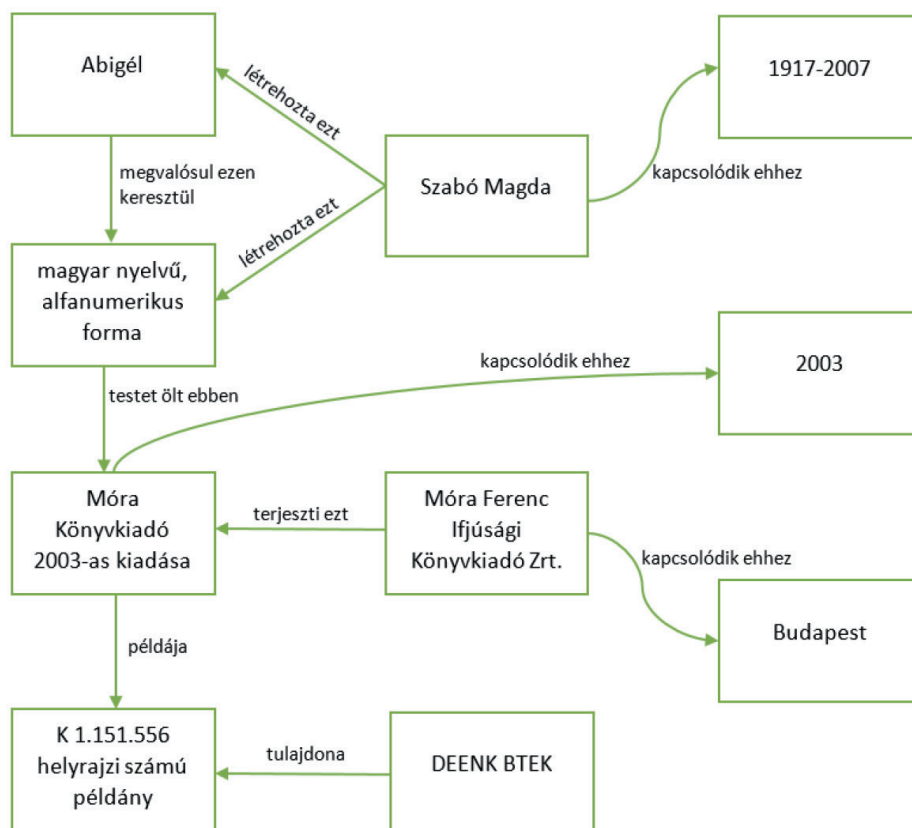 Abigél
létrehozta ezt
1917-2007
megvalósul ezen
keresztül
Szabó Magda
kapcsolódik ehhez
létrehozta ezt
magyar nyelvű,
alfanumerikus
forma
kapcsolódik ehhez
2003
testet ölt ebben
Móra
Könyvkiadó
2003-as kiadása
terjeszti ezt
Móra Ferenc
Ifjúsági
Könyvkiadó Zrt.
kapcsolódik ehhez
Budapest
példája
K 1.151.556
helyrajzi számú
példány
tulajdona
DEENK BTEK